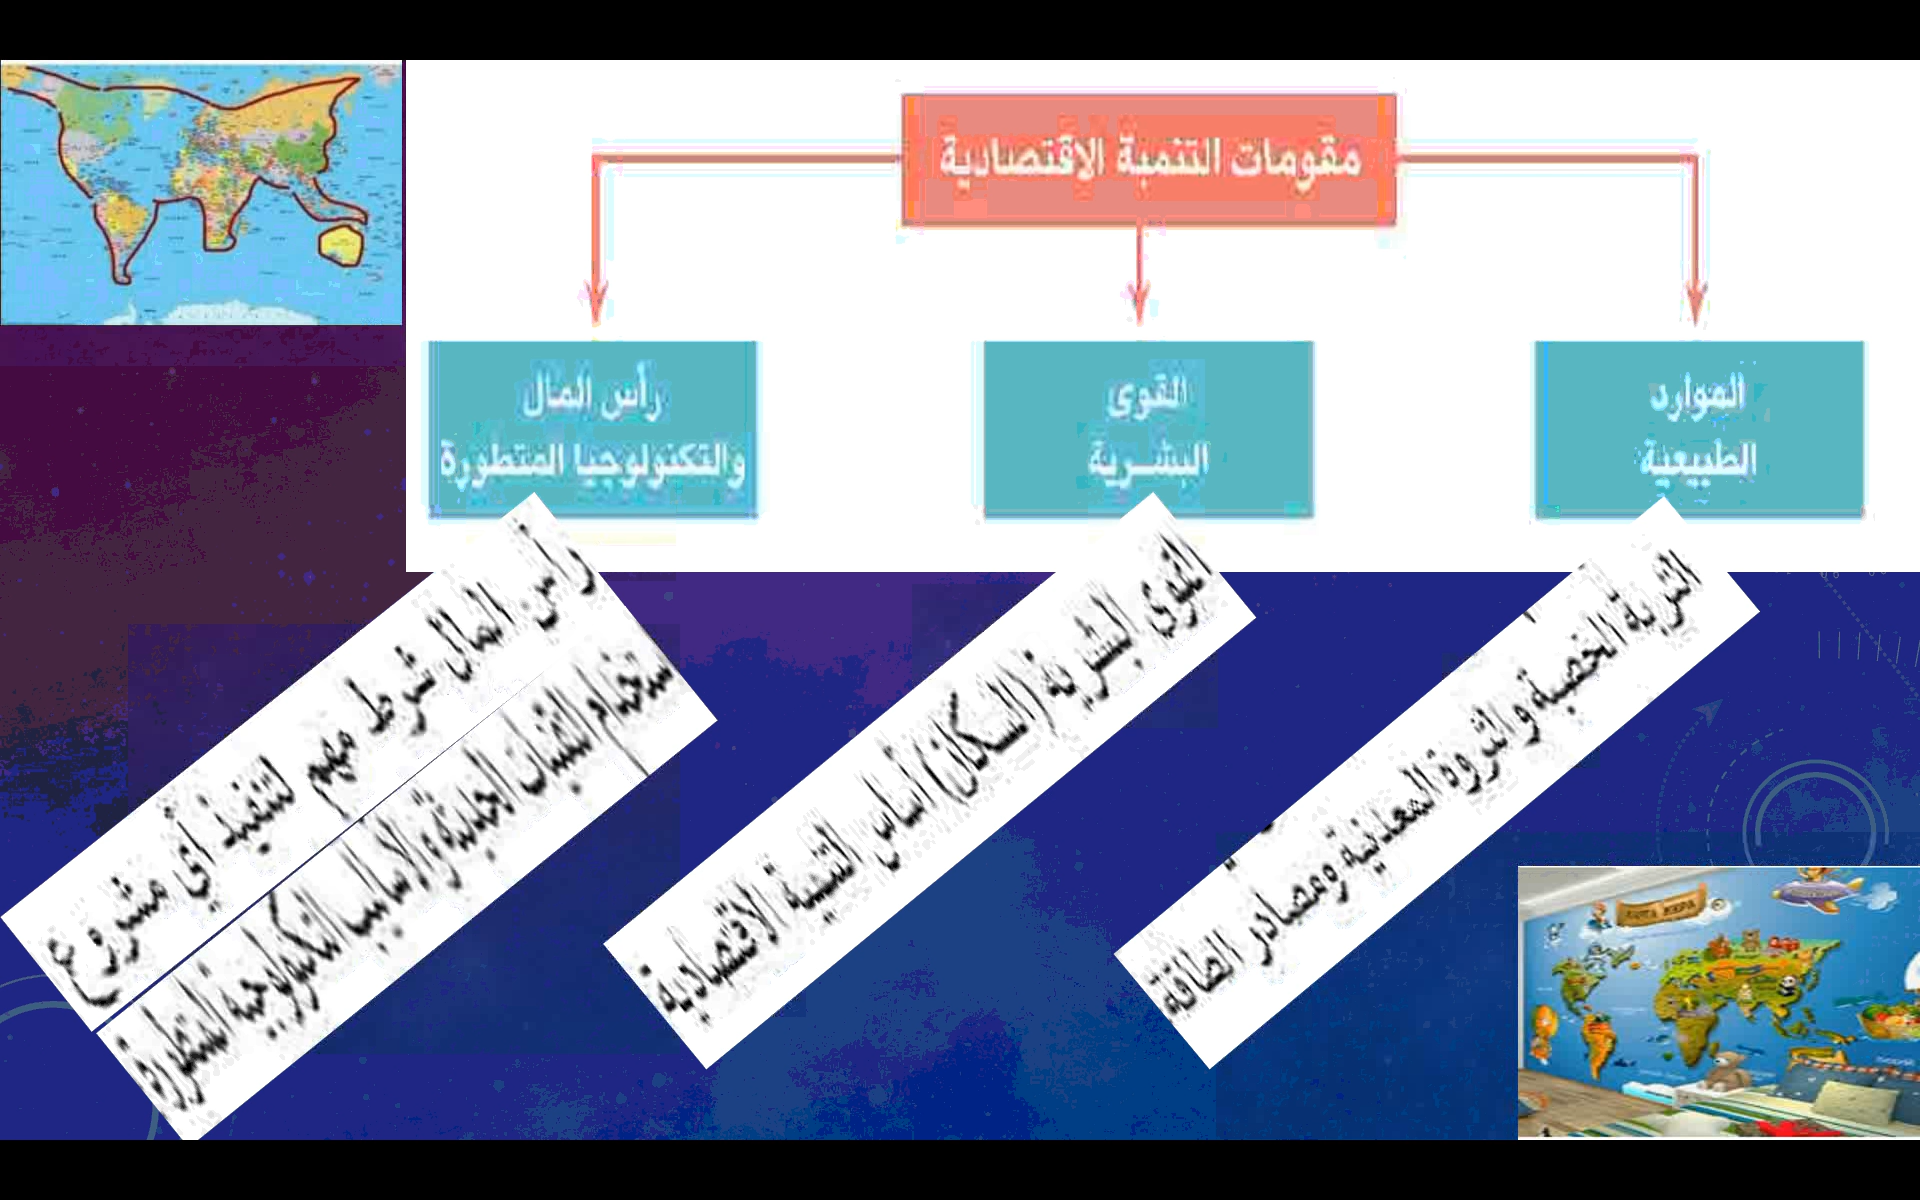 مقومات التنمية الاقتصادية
الموارد
الطبيعية
القوى
البشرية
رأس المال
والتكنولوجيا المتطورة
التربة الخصبة والثروة المعدنية ومصادر الطاقة
القوى البشرية (السكان) أساس التنمية الاقتصادية
رأس المال شرط مهم لتنفيذ أي مشروع
ستخدام التقنيات الجديدة والأساليب التكنولوجية المتطورة